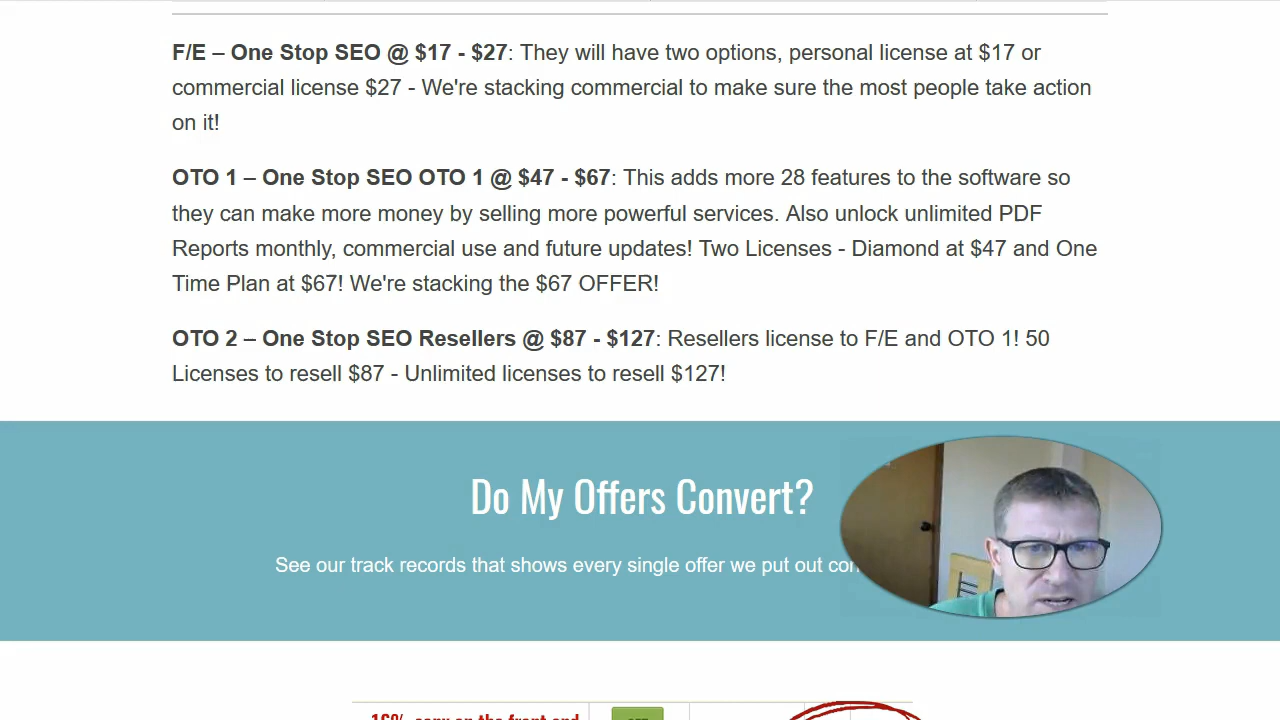 F/E – One Stop SEO @ $17 - $27: They will have two options, personal license at $17 or
commercial license $27 - We're stacking commercial to make sure the most people take action
on it!
OTO 1 – One Stop SEO OTO 1 @ $47 - $67: This adds more 28 features to the software so
they can make more money by selling more powerful services. Also unlock unlimited PDF
Reports monthly, commercial use and future updates! Two Licenses - Diamond at $47 and One
Time Plan at $67! We're stacking the $67 OFFER!
OTO 2 – One Stop SEO Resellers @ $87 - $127: Resellers license to F/E and OTO 1! 50
Licenses to resell $87 - Unlimited licenses to resell $127!
Do My Offers Convert?
See our track records that shows every single offer we put out
16% conv on the front end